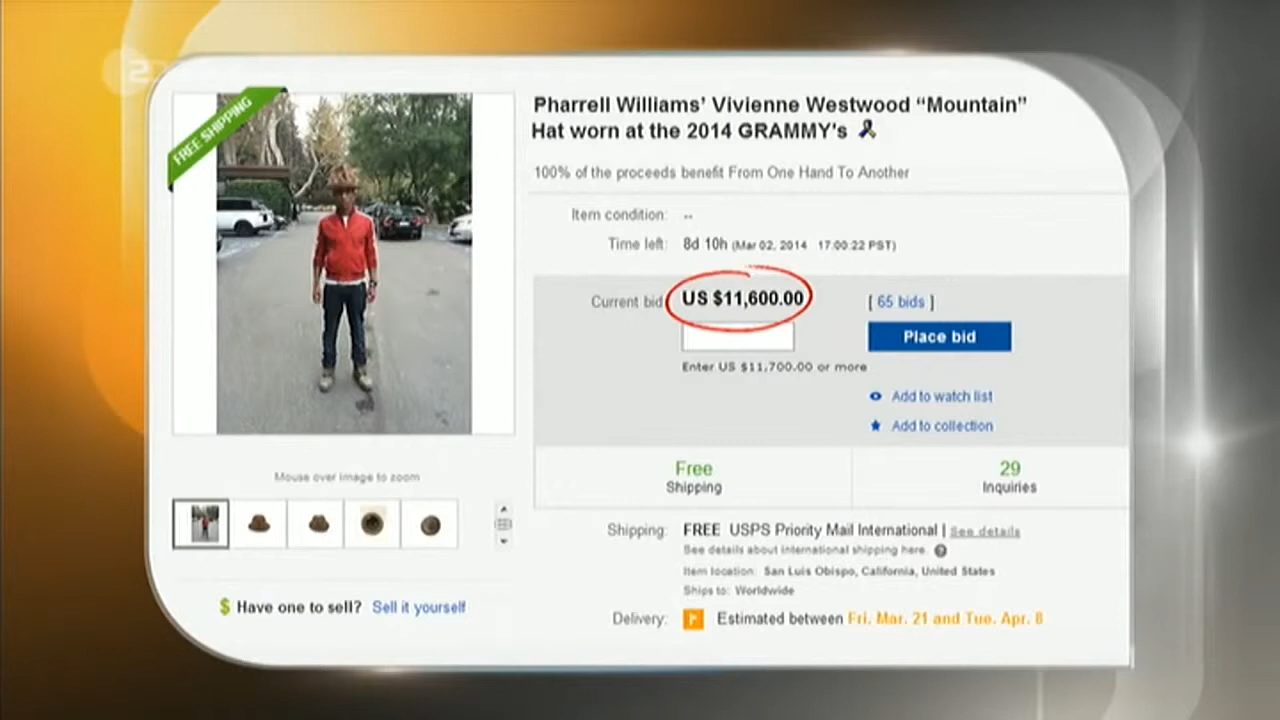 2
FREE SHIPPING
Pharrell Williams' Vivienne Westwood “Mountain”
Hat worn at the 2014 GRAMMY's
100% of the proceeds benefit From One Hand To Another
Item condition: --
Time left: 8d 10h (Mar 02, 2014 17:00:22 PST)
Current bid: US $11,600.00 [ 65 bids ]
Place bid
Enter US $11,700.00 or more
Add to watch list
Add to collection
Free
Shipping
29
Inquiries
Mouse over image to zoom
Shipping: FREE USPS Priority Mail International | See details
See details about international shipping here. ?
Item location: San Luis Obispo, California, United States
Ships to: Worldwide
Delivery: Estimated between Fri. Mar. 21 and Tue. Apr. 8
$ Have one to sell? Sell it yourself